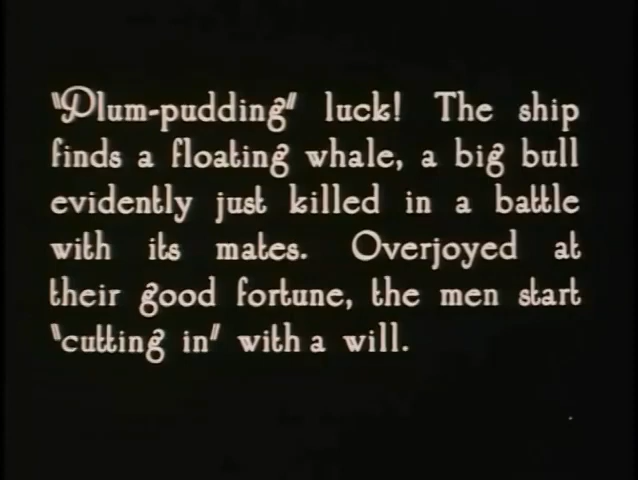 "Plum-pudding" luck! The ship
finds a floating whale, a big bull
evidently just killed in a battle
with its mates. Overjoyed at
their good fortune, the men start
"cutting in" with a will.